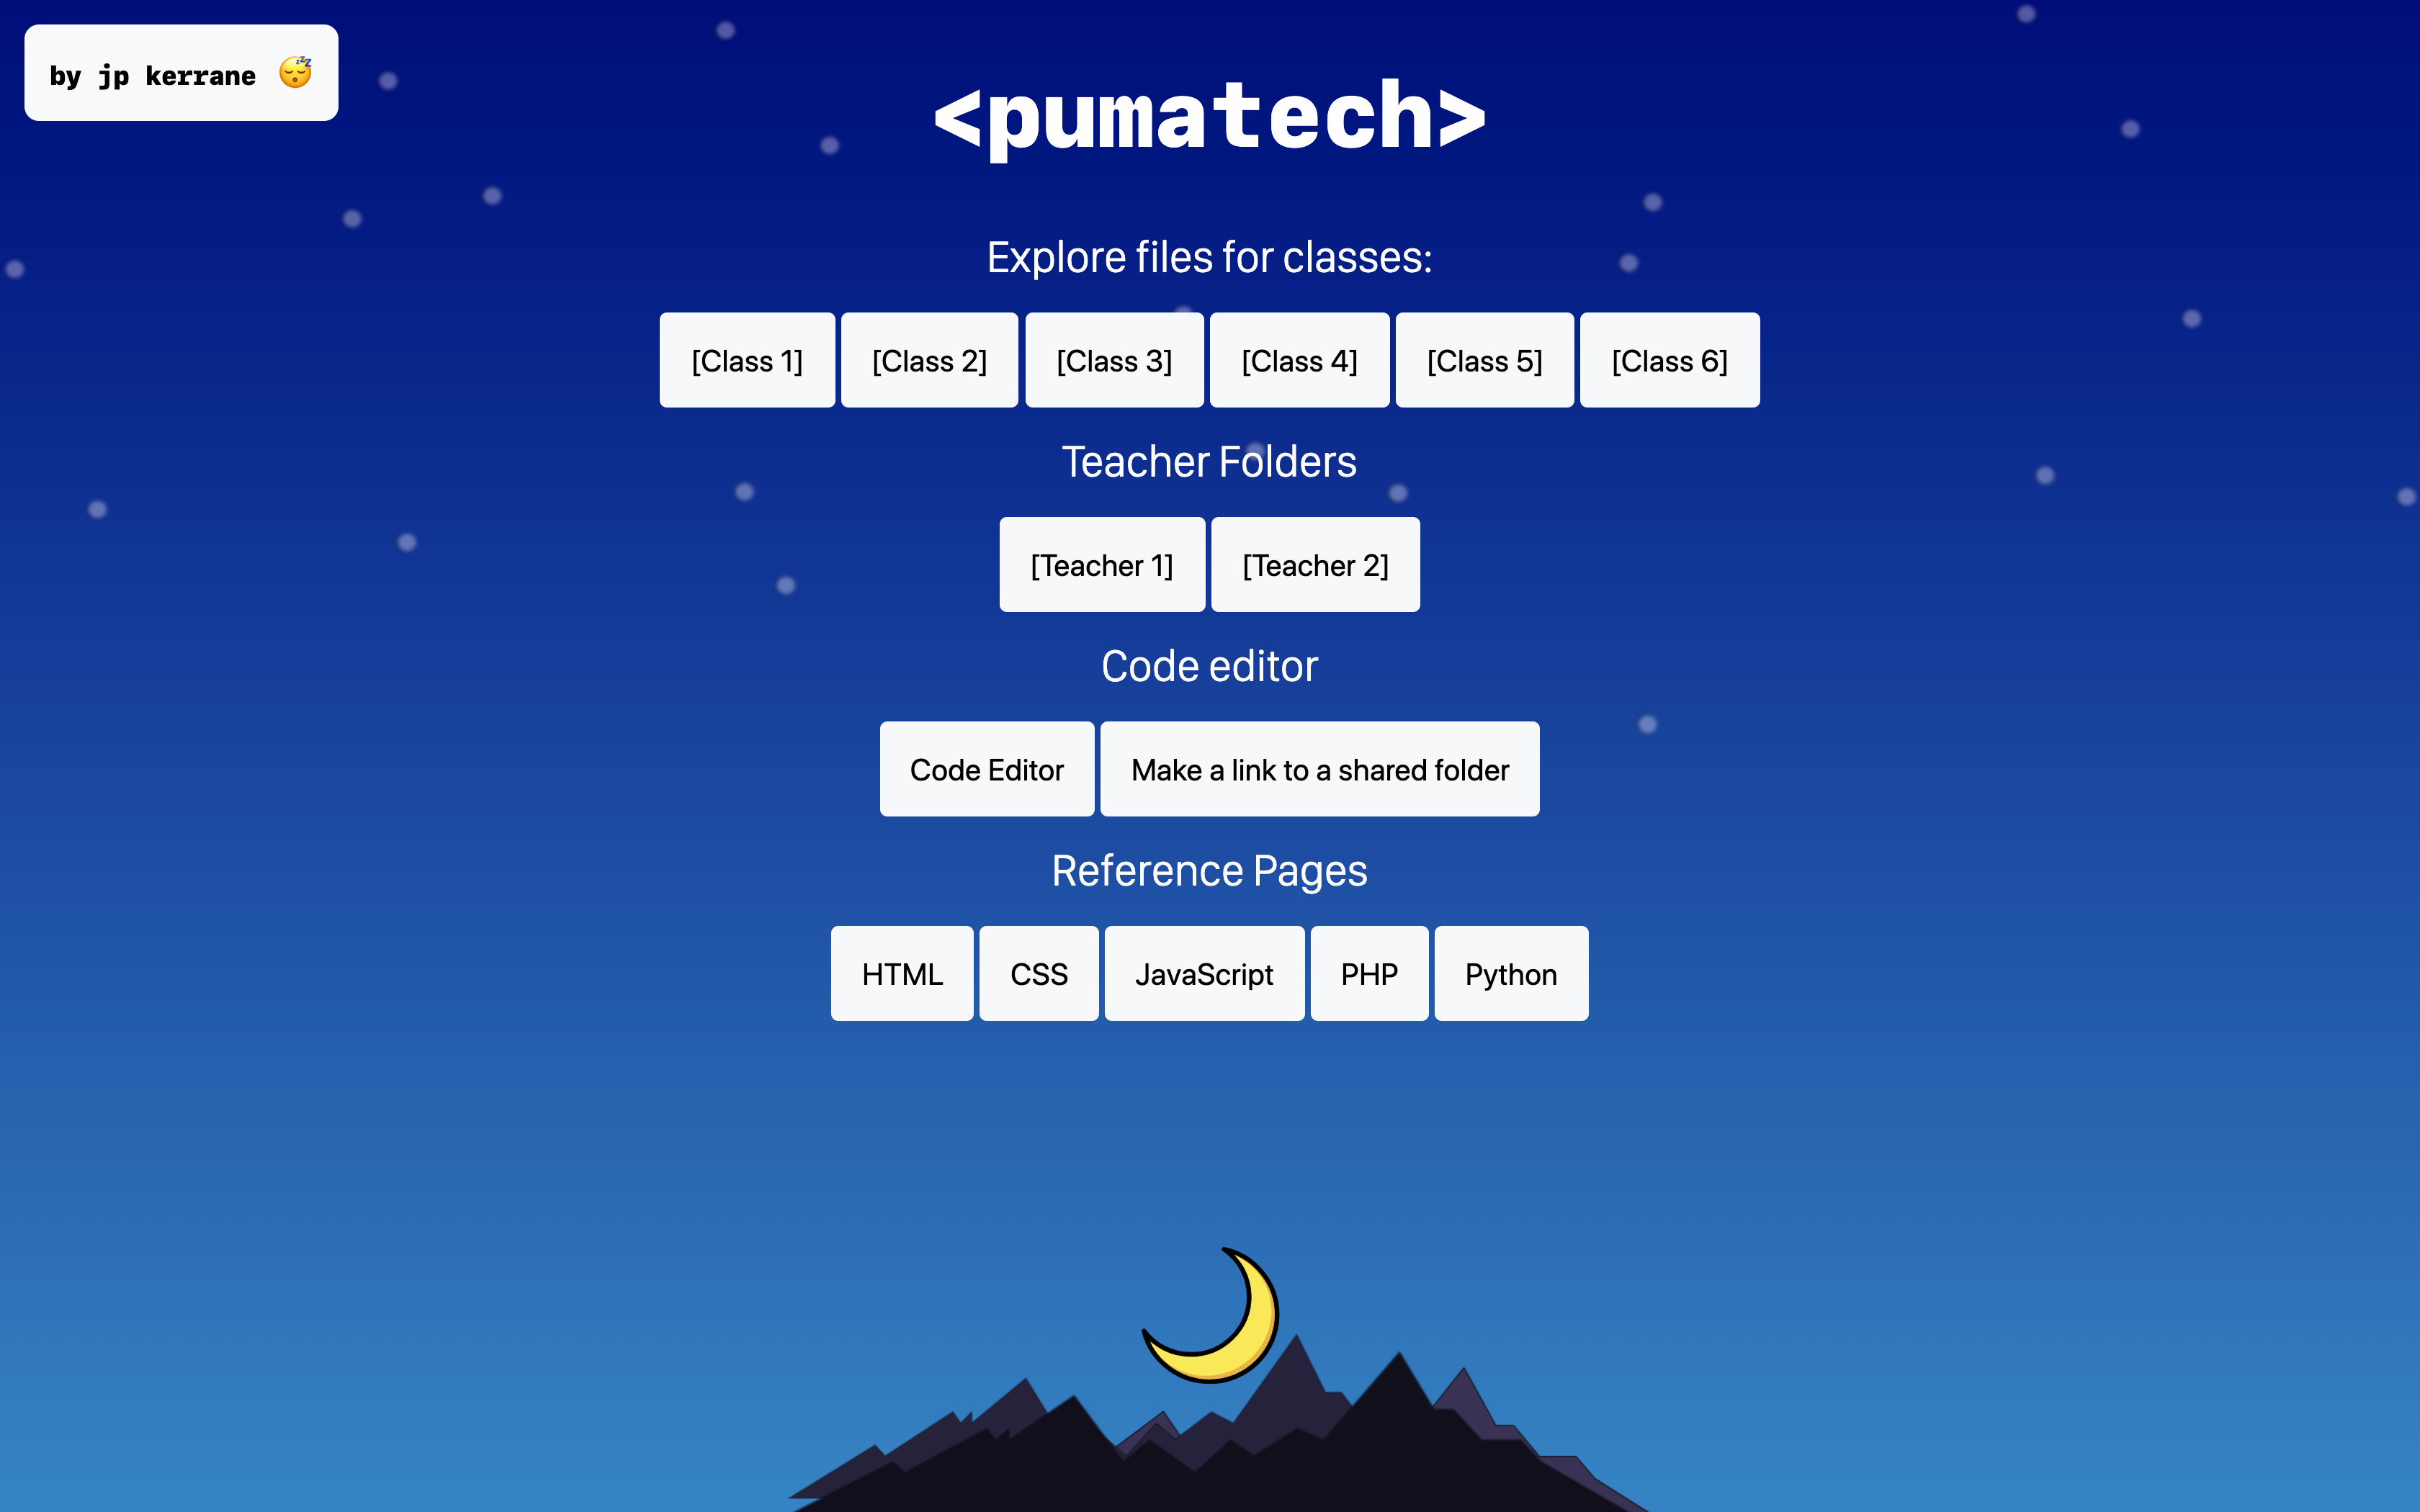 by jp kerrane 😴
<pumatech>
Explore files for classes:
[Class 1] [Class 2] [Class 3] [Class 4] [Class 5] [Class 6]
Teacher Folders
[Teacher 1] [Teacher 2]
Code editor
Code Editor Make a link to a shared folder
Reference Pages
HTML CSS JavaScript PHP Python